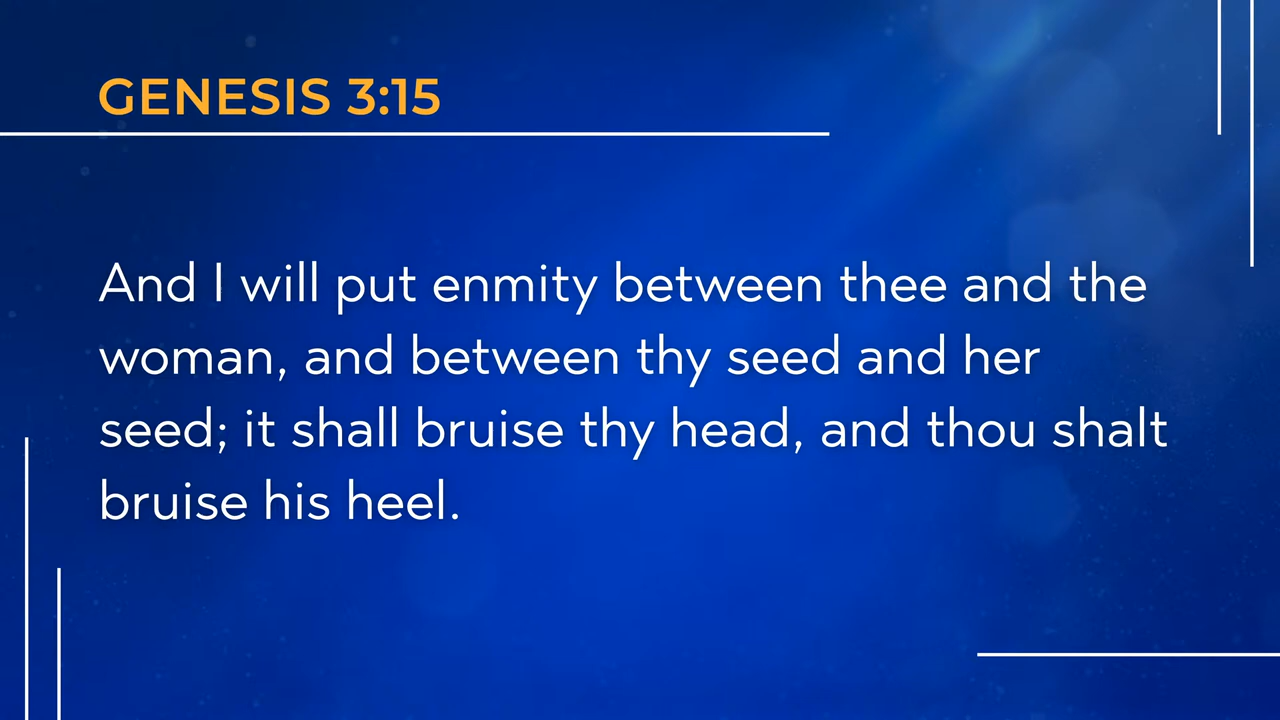 GENESIS 3:15
And I will put enmity between thee and the
woman, and between thy seed and her
seed; it shall bruise thy head, and thou shalt
bruise his heel.